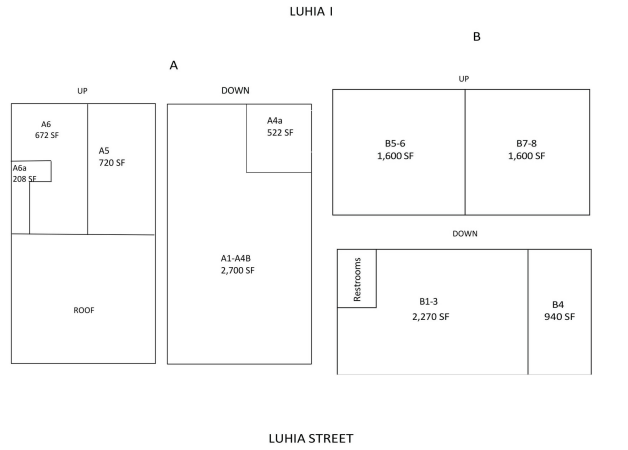 LUHIA I
A
UP
A6
672 SF
A5
720 SF
A6a
208 SF
ROOF
DOWN
A4a
522 SF
A1-A4B
2,700 SF
B
UP
B5-6
1,600 SF
B7-8
1,600 SF
DOWN
Restrooms
B1-3
2,270 SF
B4
940 SF
LUHIA STREET